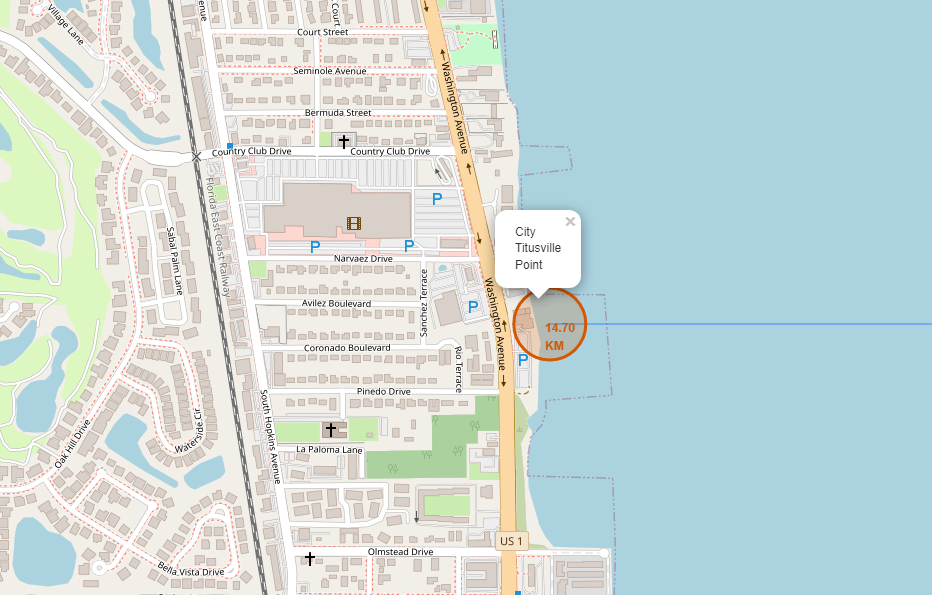 Avenue
Village Lane
Court
Court Street
Seminole Avenue
Washington Avenue
Bermuda Street
Country Club Drive
Country Club Drive
Florida East Coast Railway
P
Sabal Palm Lane
P
P
Narvaez Drive
City
Titusville
Point
×
Sanchez Terrace
Washington Avenue
Avilez Boulevard
P
14.70
KM
Coronado Boulevard
Rio Terrace
P
Pinedo Drive
South Hopkins Avenue
Waterside Cir
Oak Hill Drive
La Paloma Lane
US 1
Olmstead Drive
Bella Vista Drive